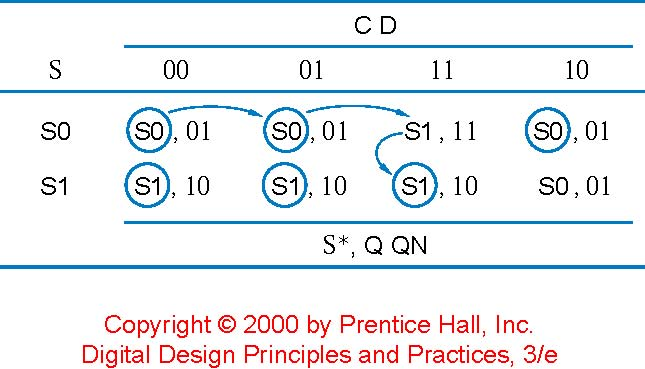 C D
S 00 01 11 10
S0 S0 , 01 S0 , 01 S1 , 11 S0 , 01
S1 S1 , 10 S1 , 10 S1 , 10 S0 , 01
S*, Q QN
Copyright © 2000 by Prentice Hall, Inc.
Digital Design Principles and Practices, 3/e